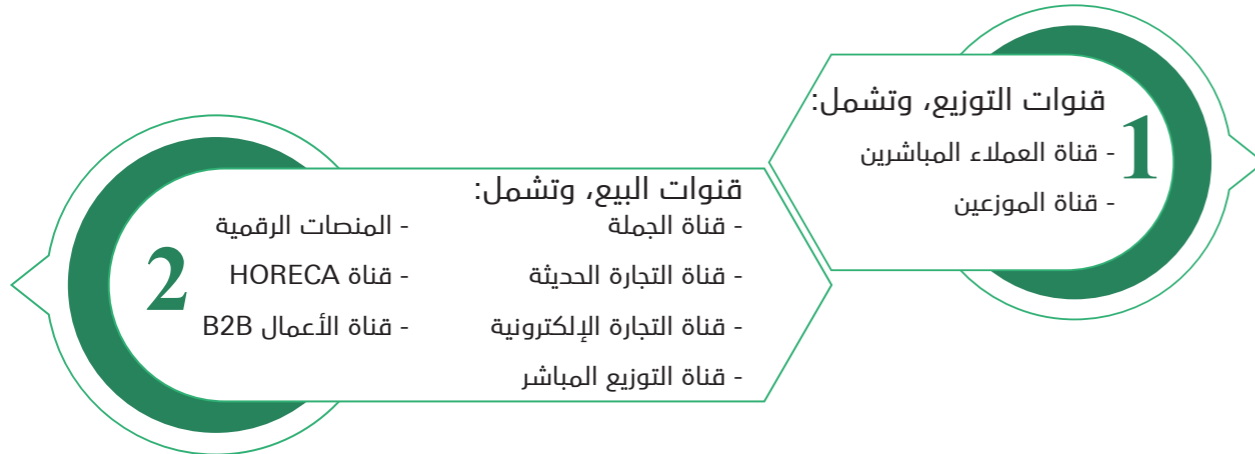 1
قنوات التوزيع، وتشمل:
- قناة العملاء المباشرين
- قناة الموزعين
2
قنوات البيع، وتشمل:
- قناة الجملة
- قناة التجارة الحديثة
- قناة التجارة الإلكترونية
- قناة التوزيع المباشر
- المنصات الرقمية
- قناة HORECA
- قناة الأعمال B2B